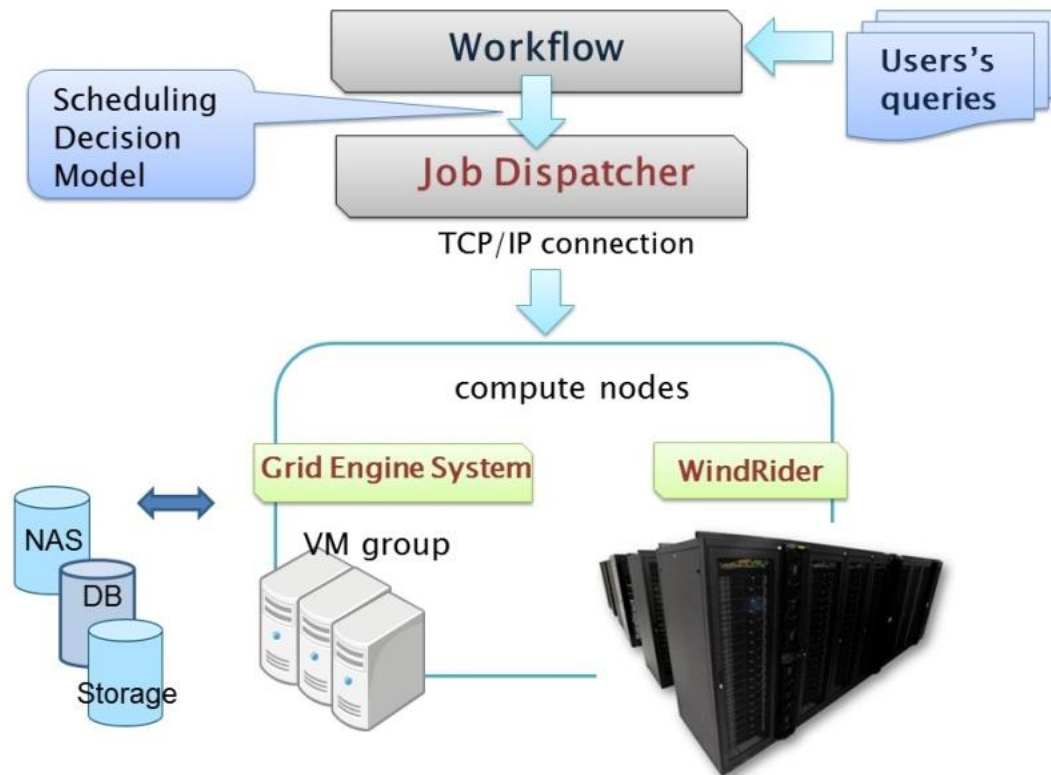 Workflow
Users's
queries
Scheduling
Decision
Model
Job Dispatcher
TCP/IP connection
compute nodes
Grid Engine System
WindRider
VM group
NAS
DB
Storage